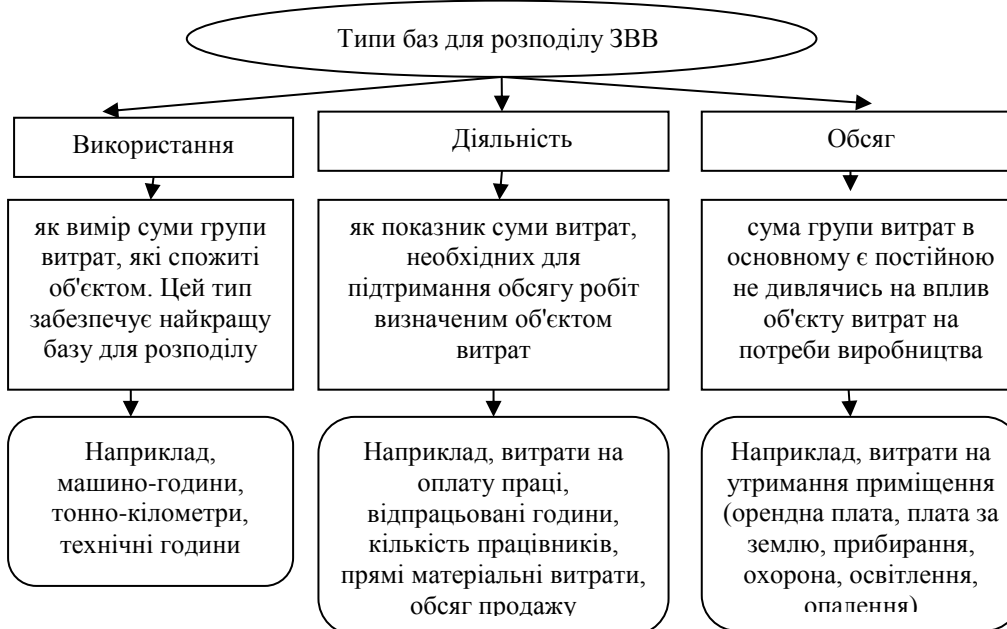 Типи баз для розподілу ЗВВ
Використання
Діяльність
Обсяг
як вимір суми групи
витрат, які спожиті
об'єктом. Цей тип
забезпечує найкращу
базу для розподілу
як показник суми витрат,
необхідних для
підтримання обсягу робіт
визначеним об'єктом
витрат
сума групи витрат в
основному є постійною
не дивлячись на вплив
об'єкту витрат на
потреби виробництва
Наприклад,
машино-години,
тонно-кілометри,
технічні години
Наприклад, витрати на
оплату праці,
відпрацьовані години,
кількість працівників,
прямі матеріальні витрати,
обсяг продажу
Наприклад, витрати на
утримання приміщення
(орендна плата, плата за
землю, прибирання,
охорона, освітлення,
опалення)